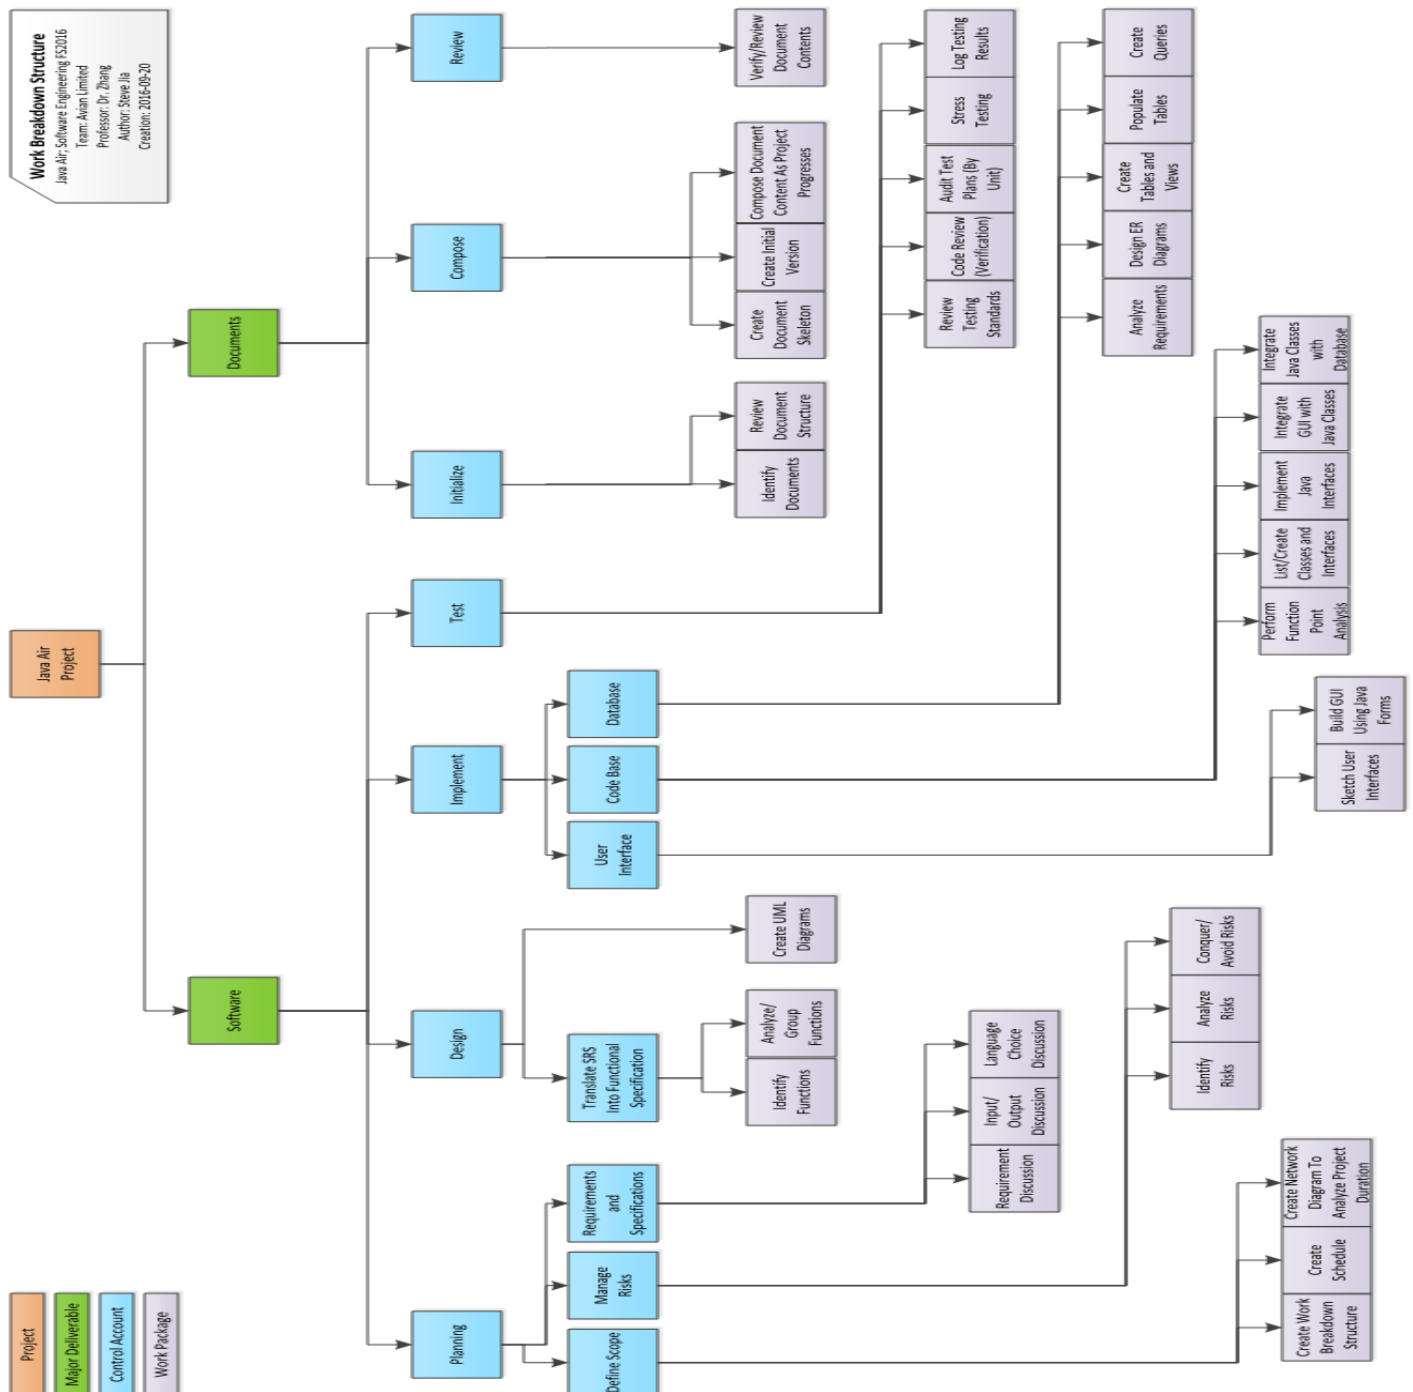 Work Breakdown Structure
Java Air; Software Engineering FS2016
Team: Avian Limited
Professor: Dr. Zhang
Author: Steve Jia
Creation: 2016-09-20
Project
Major Deliverable
Control Account
Work Package
Java Air
Project
Software
Documents
Planning
Design
Implement
Test
Initialize
Compose
Review
Define Scope
Manage
Risks
Requirements
and
Specifications
Translate SRS
Into Functional
Specification
User
Interface
Code Base
Database
Identify
Functions
Analyze/
Group
Functions
Create UML
Diagrams
Identify
Documents
Review
Document
Structure
Create
Document
Skeleton
Create Initial
Version
Compose Document
Content As Project
Progresses
Verify/Review
Document
Contents
Review
Testing
Standards
Code Review
(Verification)
Audit Test
Plans (By
Unit)
Stress
Testing
Log Testing
Results
Requirement
Discussion
Input/
Output
Discussion
Language
Choice
Discussion
Analyze
Requirements
Design ER
Diagrams
Create
Tables and
Views
Populate
Tables
Create
Queries
Identify
Risks
Analyze
Risks
Conquer/
Avoid Risks
Perform
Function
Point
Analysis
List/Create
Classes and
Interfaces
Implement
Java
Interfaces
Integrate
GUI with
Java Classes
Integrate
Java Classes
with
Database
Create Work
Breakdown
Structure
Create
Schedule
Create Network
Diagram To
Analyze Project
Duration
Sketch User
Interfaces
Build GUI
Using Java
Forms